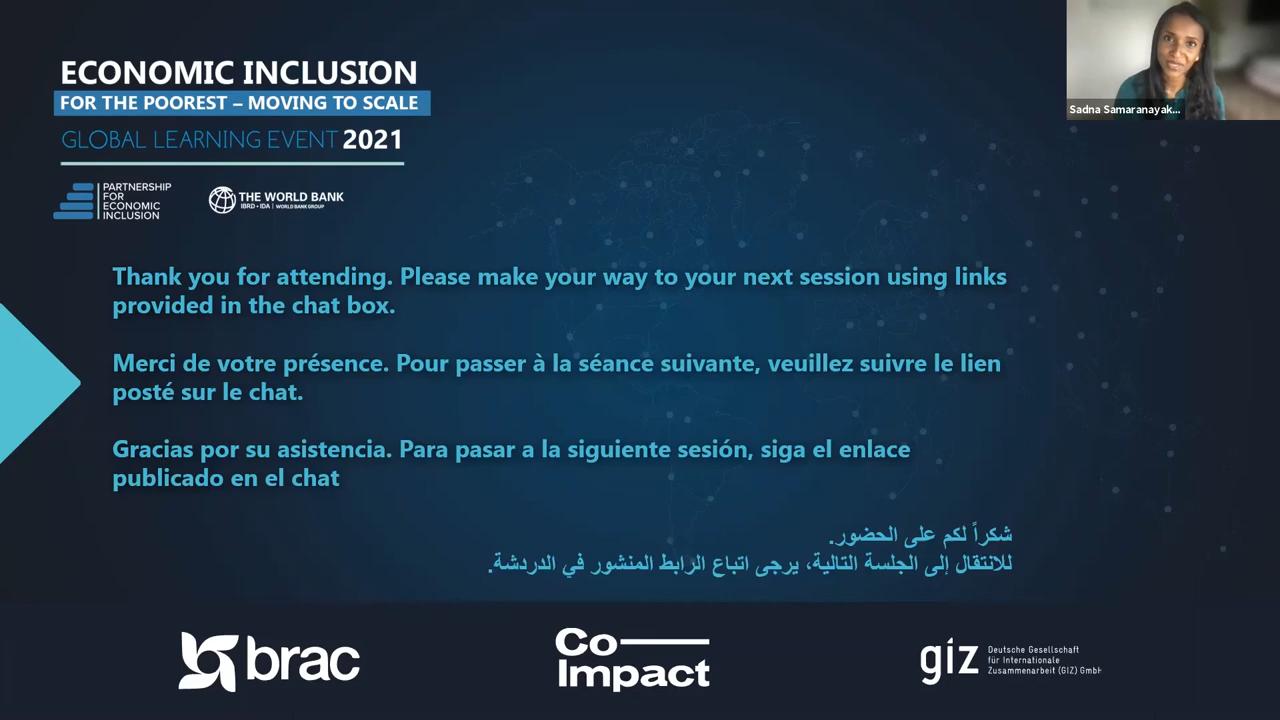 ECONOMIC INCLUSION
FOR THE POOREST – MOVING TO SCALE
GLOBAL LEARNING EVENT 2021
PARTNERSHIP
FOR
ECONOMIC
INCLUSION
THE WORLD BANK
IBRD • IDA | WORLD BANK GROUP
Sadna Samaranayak...
Thank you for attending. Please make your way to your next session using links
provided in the chat box.
Merci de votre présence. Pour passer à la séance suivante, veuillez suivre le lien
posté sur le chat.
Gracias por su asistencia. Para pasar a la siguiente sesión, siga el enlace
publicado en el chat
شكراً لكم على الحضور.
للانتقال إلى الجلسة التالية، يرجى اتباع الرابط المنشور في الدردشة.
brac
Co
Impact
giz
Deutsche Gesellschaft
für Internationale
Zusammenarbeit (GIZ) GmbH